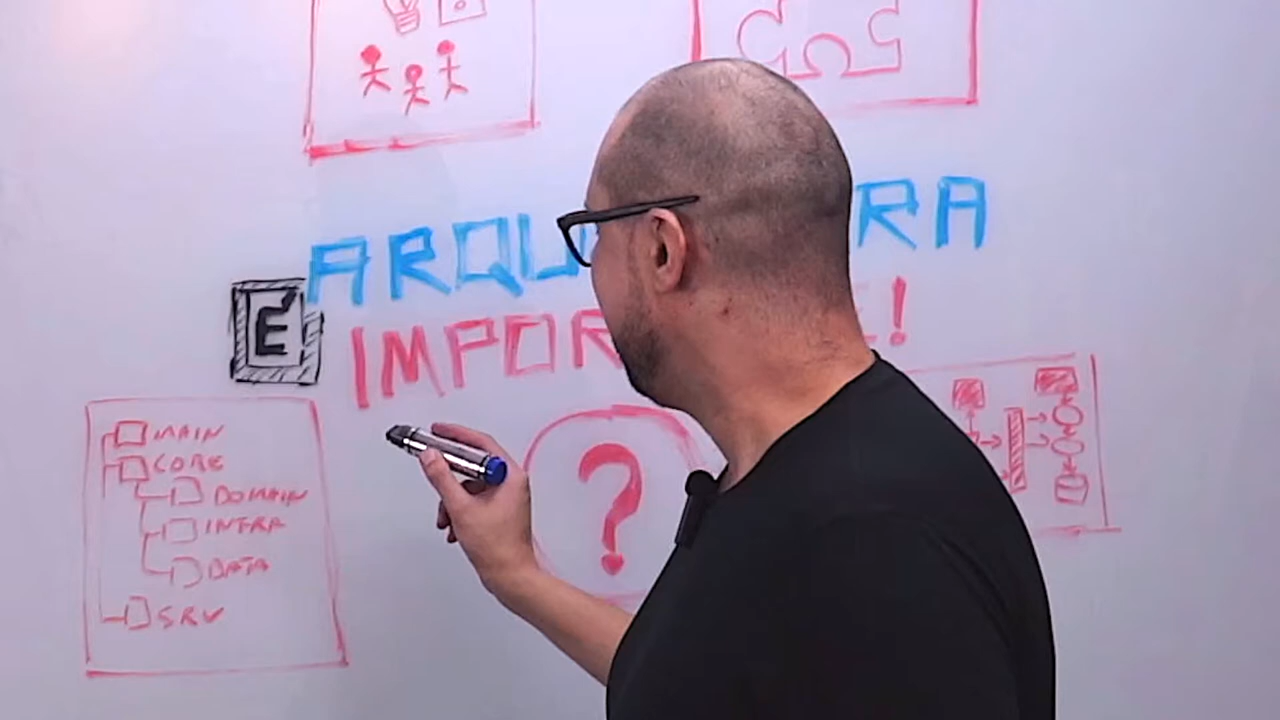 ARQU RA
É
IMPOR E!
MAIN
CORE
DOMAIN
INFRA
DATA
SRV
?